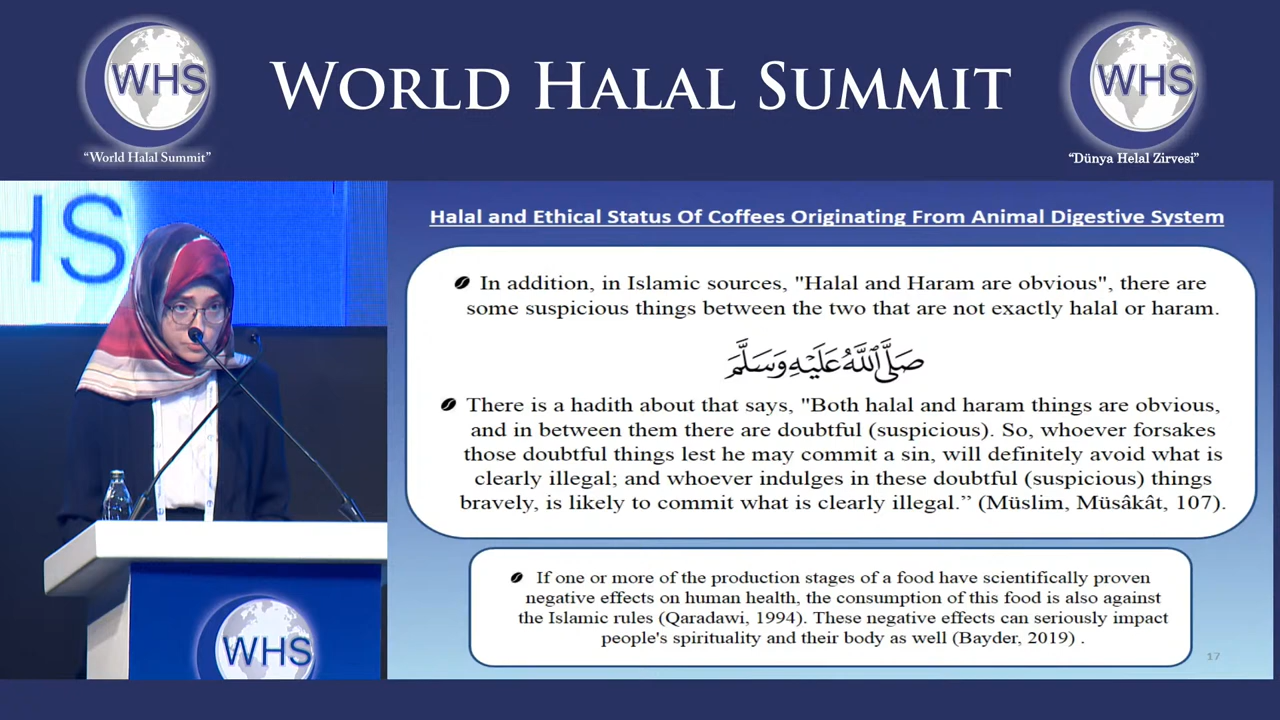 WHS
"World Halal Summit"
WORLD HALAL SUMMIT
WHS
"Dünya Helal Zirvesi"
HS
WHS
Halal and Ethical Status Of Coffees Originating From Animal Digestive System
In addition, in Islamic sources, "Halal and Haram are obvious", there are
some suspicious things between the two that are not exactly halal or haram.
صَلَّى اللَّهُ عَلَيْهِ وَسَلَّمَ
There is a hadith about that says, "Both halal and haram things are obvious,
and in between them there are doubtful (suspicious). So, whoever forsakes
those doubtful things lest he may commit a sin, will definitely avoid what is
clearly illegal; and whoever indulges in these doubtful (suspicious) things
bravely, is likely to commit what is clearly illegal.’’ (Müslim, Müsâkât, 107).
If one or more of the production stages of a food have scientifically proven
negative effects on human health, the consumption of this food is also against
the Islamic rules (Qaradawi, 1994). These negative effects can seriously impact
people's spirituality and their body as well (Bayder, 2019) .
17